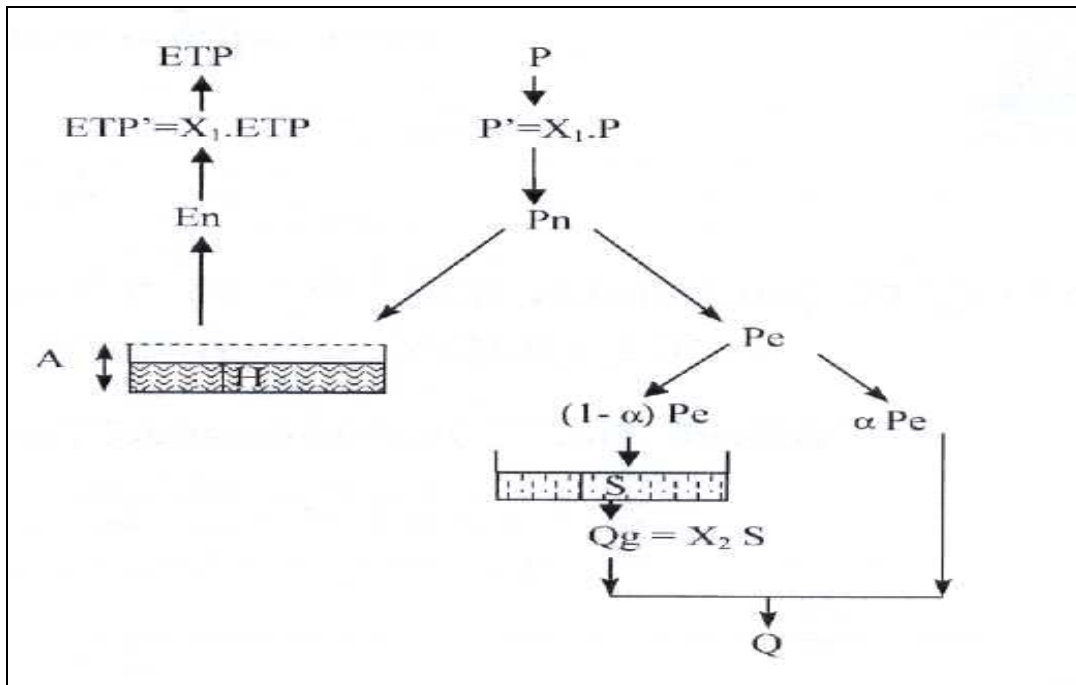 ETP
P
ETP’=X₁.ETP
P’=X₁.P
En
Pn
Pe
A
H
(1- α) Pe
α Pe
S
Qg = X₂ S
Q